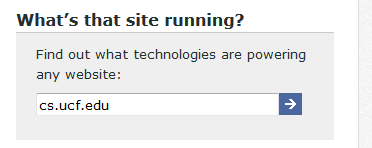 What's that site running?
Find out what technologies are powering
any website:
cs.ucf.edu